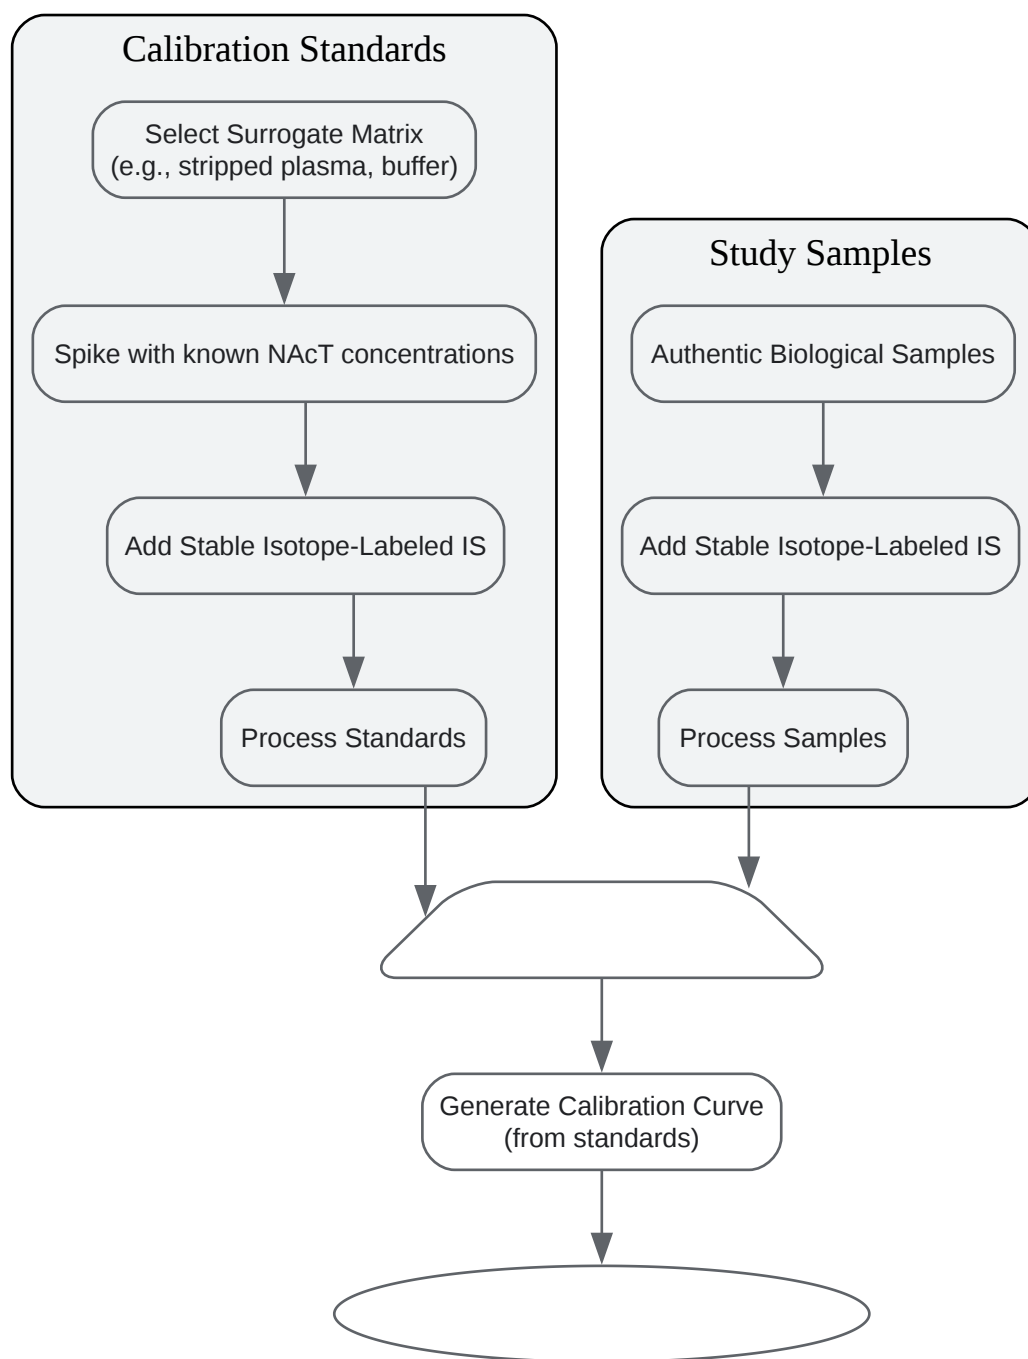 Calibration Standards
Select Surrogate Matrix
(e.g., stripped plasma, buffer)
Spike with known NAcT concentrations
Add Stable Isotope-Labeled IS
Process Standards
Study Samples
Authentic Biological Samples
Add Stable Isotope-Labeled IS
Process Samples
Generate Calibration Curve
(from standards)